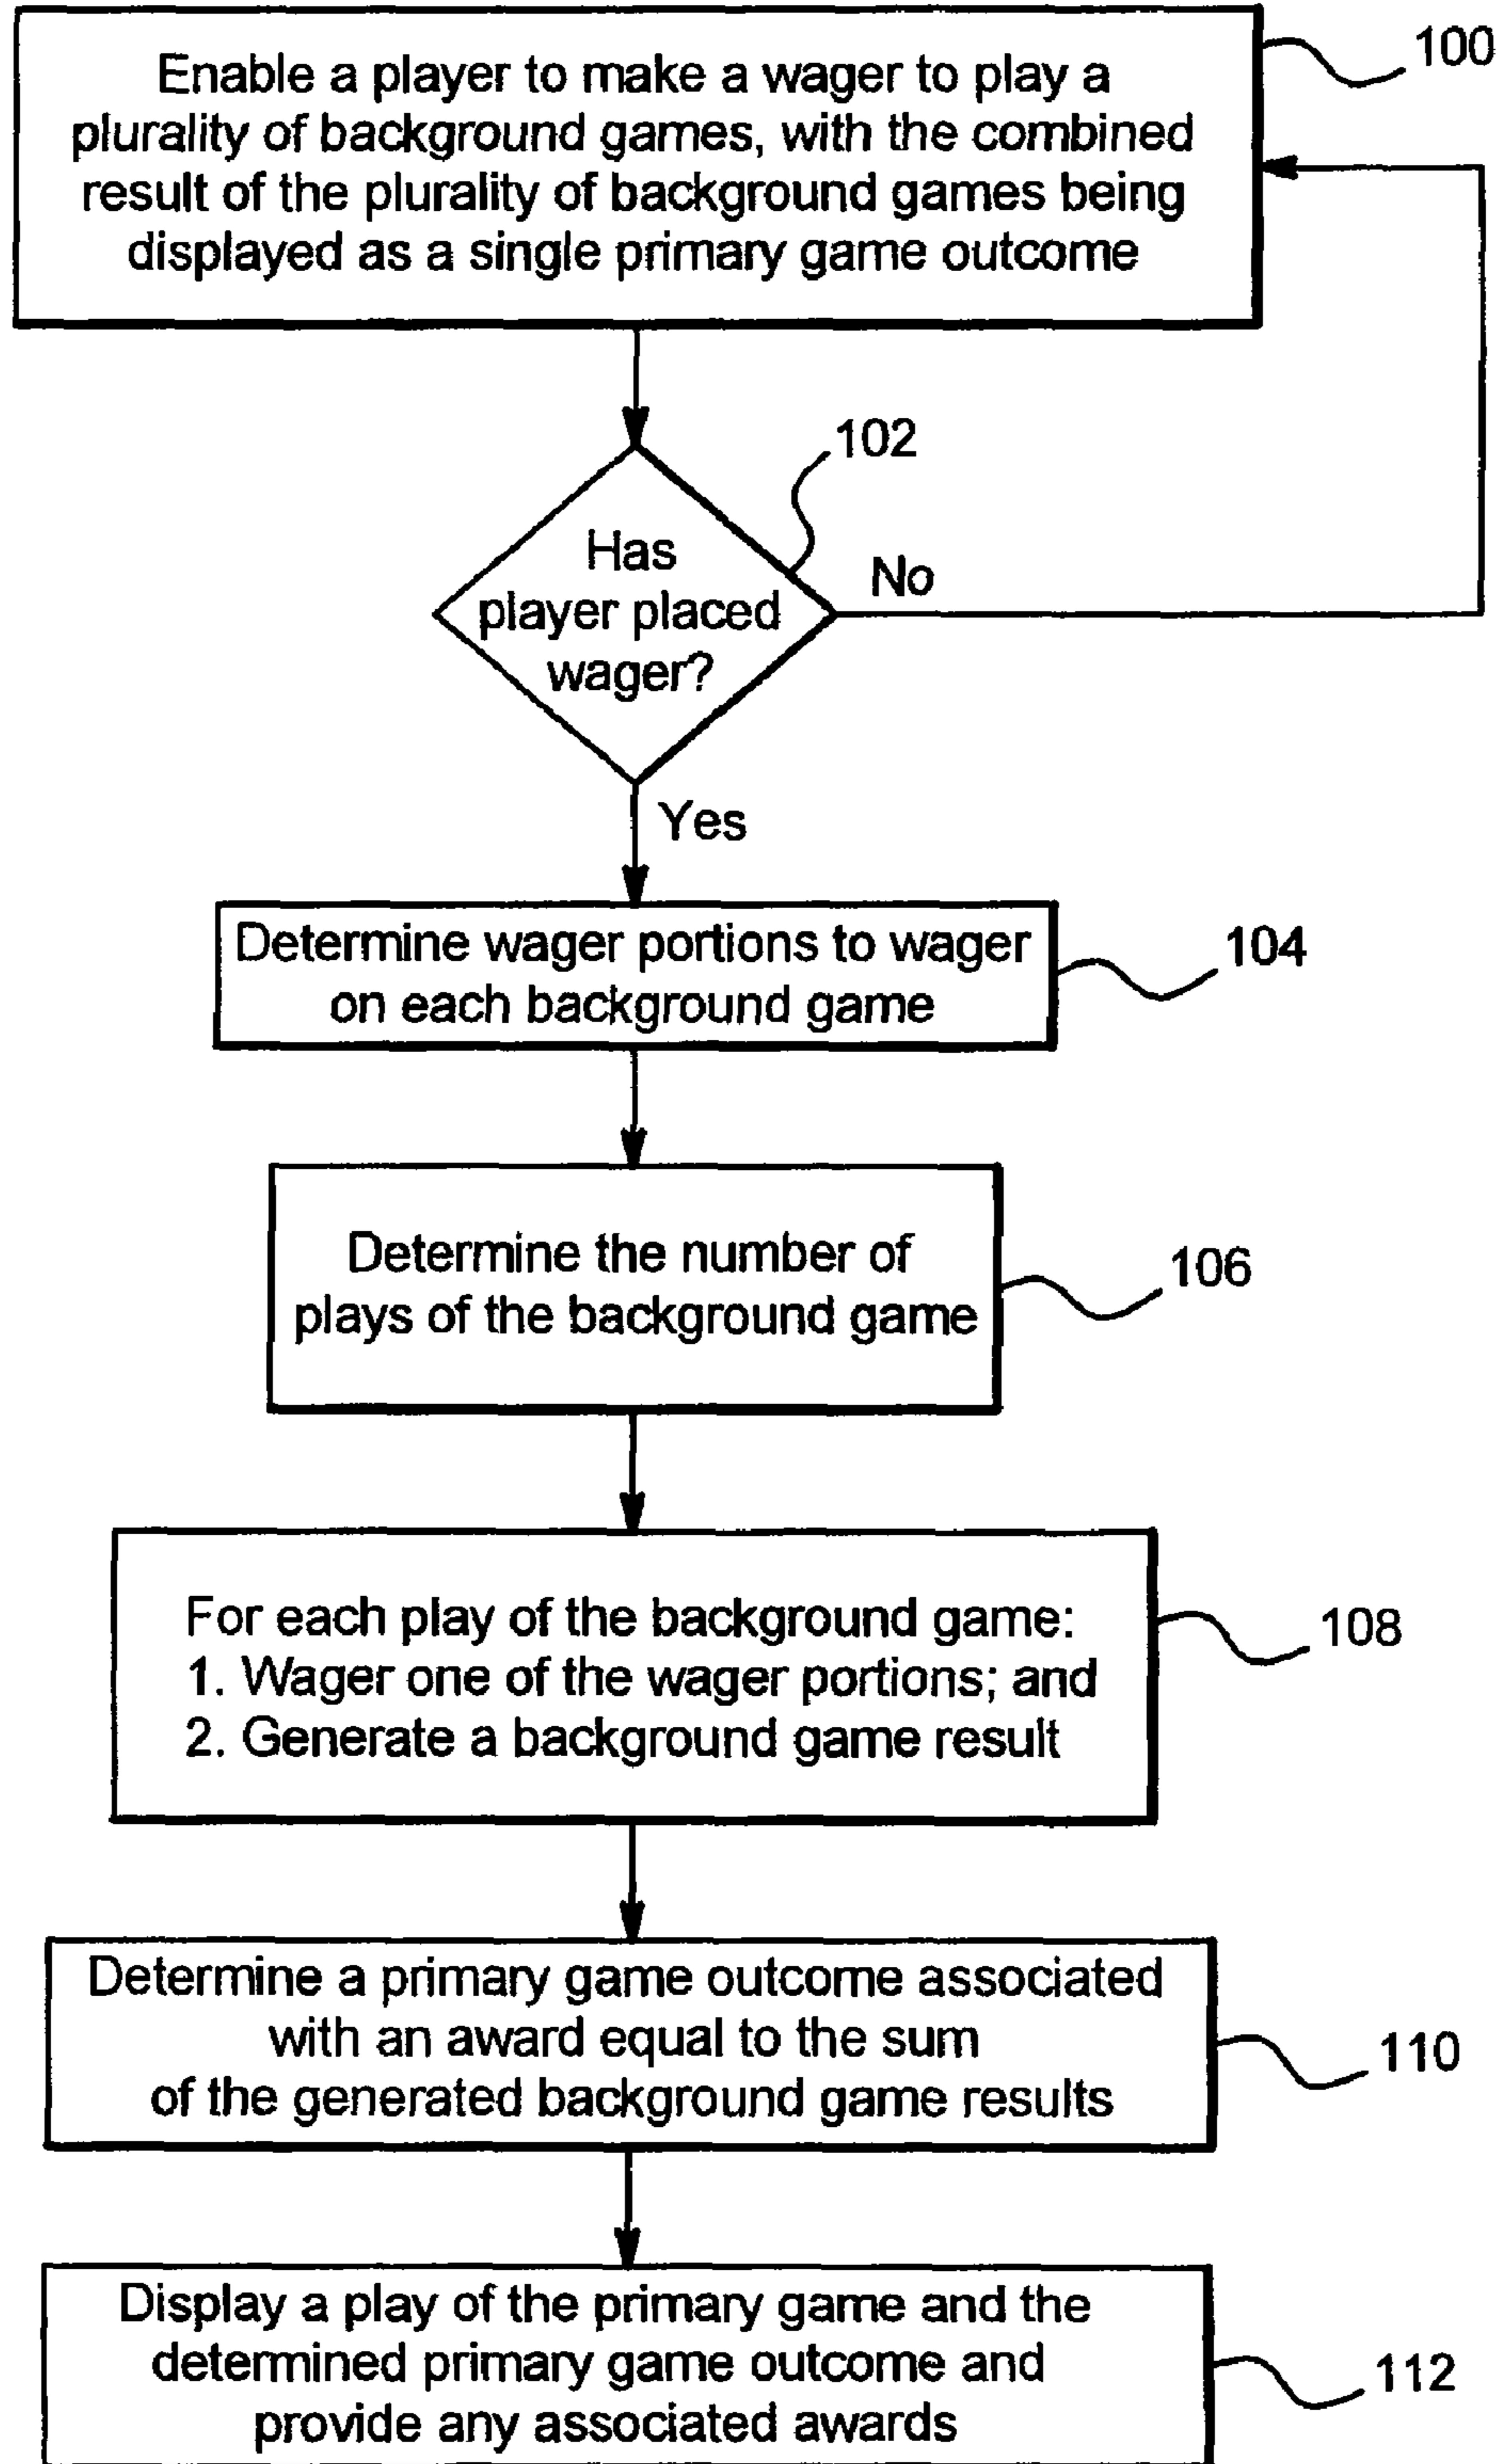 100
Enable a player to make a wager to play a
plurality of background games, with the combined
result of the plurality of background games being
displayed as a single primary game outcome
102
Has
player placed
wager?
No
Yes
Determine wager portions to wager
on each background game
104
Determine the number of
plays of the background game
106
For each play of the background game:
1. Wager one of the wager portions; and
2. Generate a background game result
108
Determine a primary game outcome associated
with an award equal to the sum
of the generated background game results
110
Display a play of the primary game and the
determined primary game outcome and
provide any associated awards
112